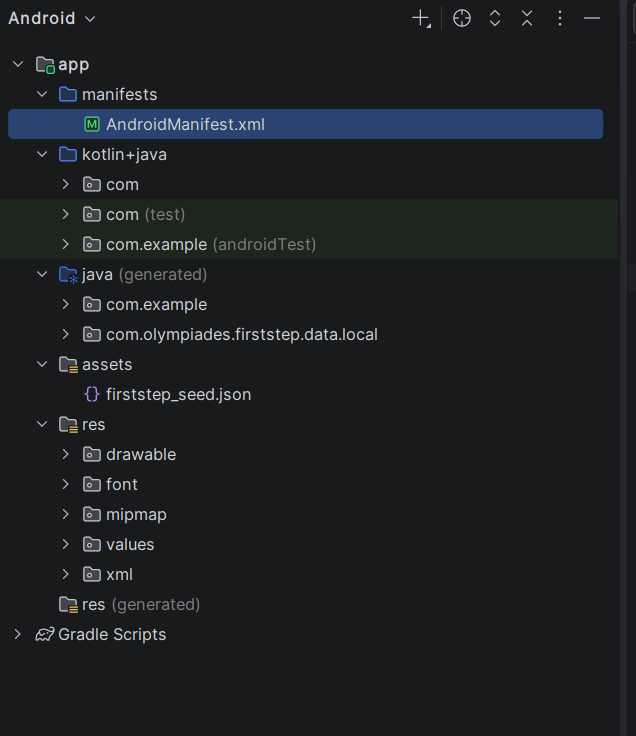 Android
app
manifests
AndroidManifest.xml
kotlin+java
com
com (test)
com.example (androidTest)
java (generated)
com.example
com.olympiades.firststep.data.local
assets
firststep_seed.json
res
drawable
font
mipmap
values
xml
res (generated)
Gradle Scripts